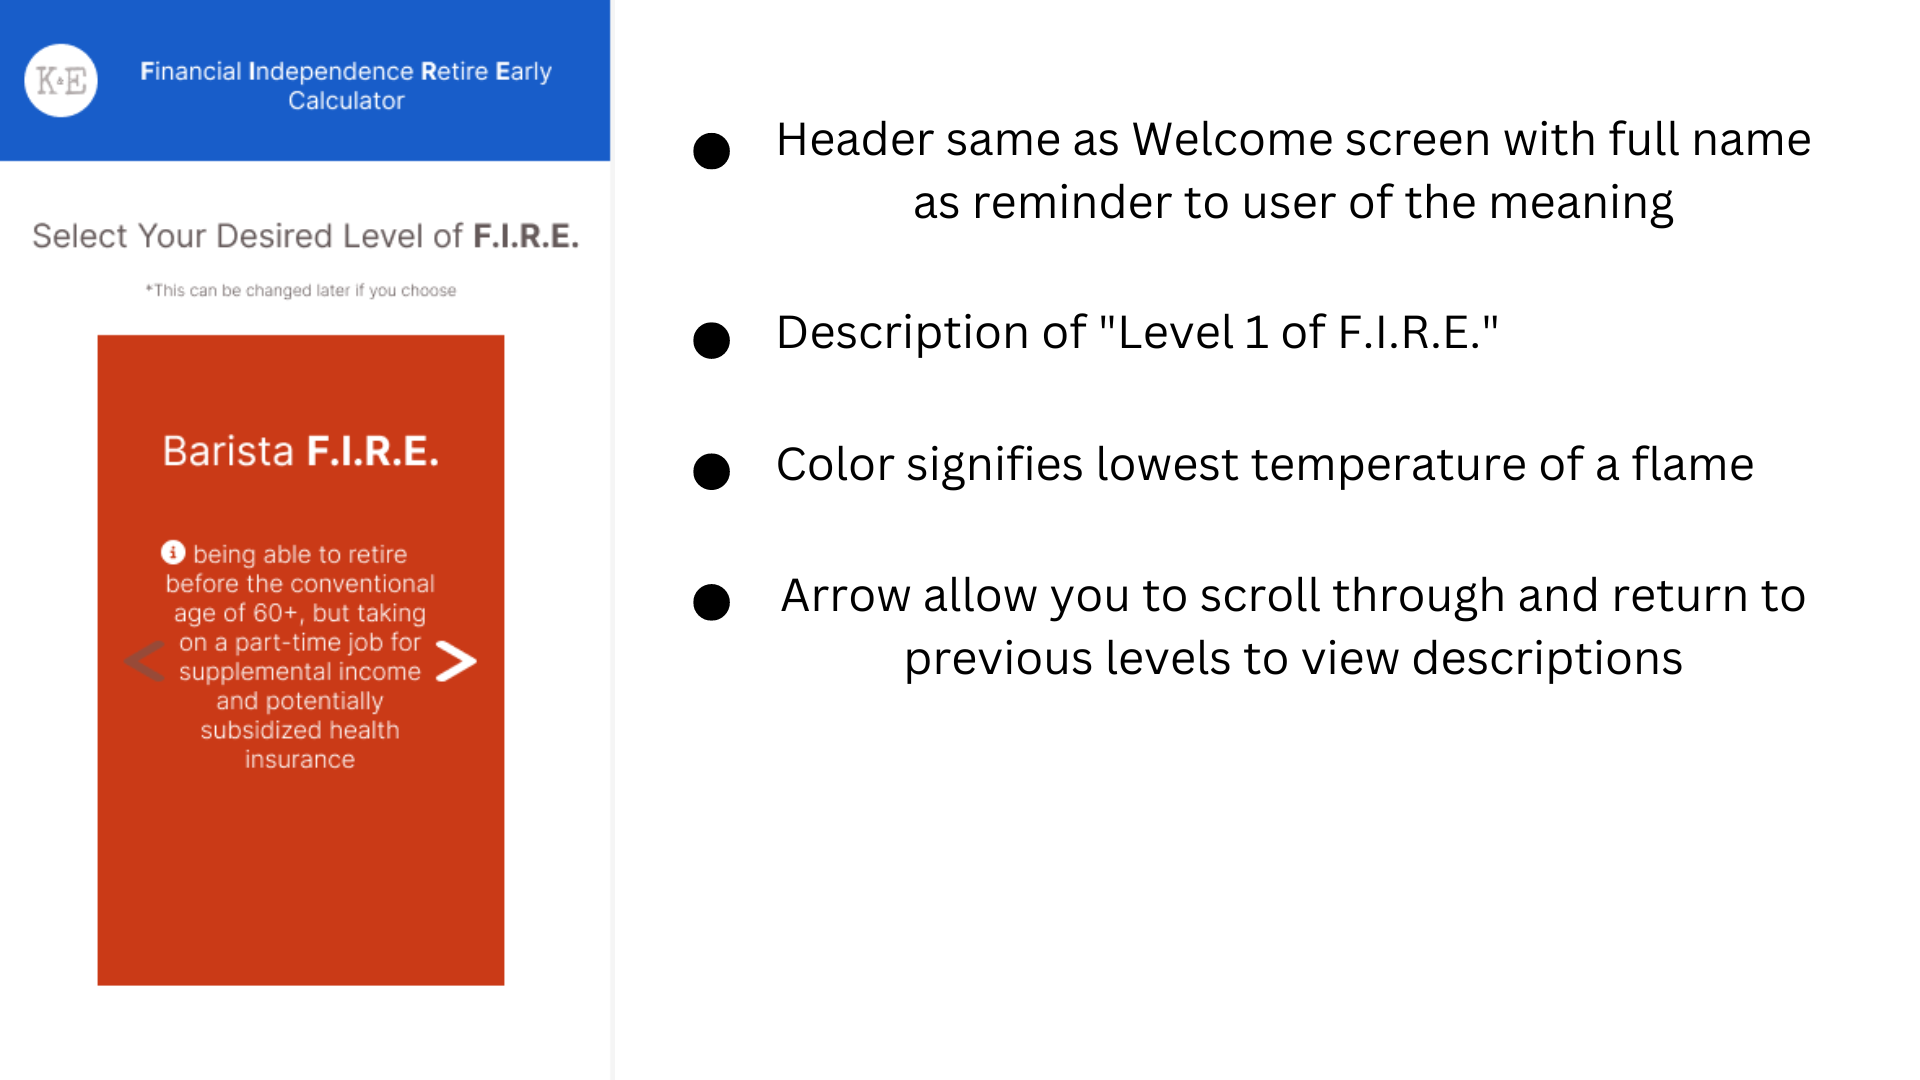 K&E
Financial Independence Retire Early
Calculator
Select Your Desired Level of F.I.R.E.
*This can be changed later if you choose
Barista F.I.R.E.
i being able to retire
before the conventional
age of 60+, but taking
on a part-time job for
< supplemental income >
and potentially
subsidized health
insurance
● Header same as Welcome screen with full name
as reminder to user of the meaning
● Description of "Level 1 of F.I.R.E."
● Color signifies lowest temperature of a flame
● Arrow allow you to scroll through and return to
previous levels to view descriptions